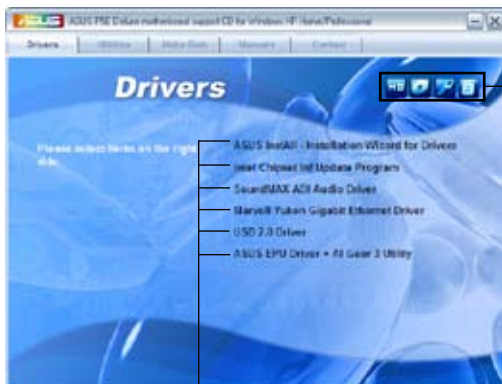 ASUS
ASUS P5E Deluxe motherboard support CD for Windows XP Home/Professional
Drivers
Utilities
Make Disk
Manuals
Contact
Drivers
Please select items on the right side.
ASUS InstAll - Installation Wizard for Drivers
Intel Chipset Inf Update Program
SoundMAX ADI Audio Driver
Marvell Yukon Gigabit Ethernet Driver
USB 2.0 Driver
ASUS EPU Driver + AI Gear 3 Utility